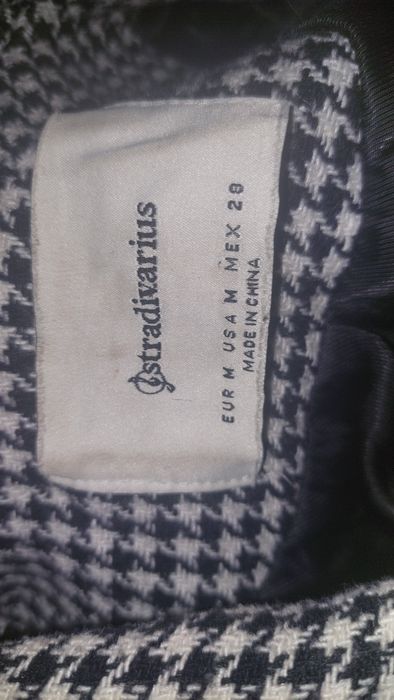 stradivarius
EUR M USA M MEX 28
MADE IN CHINA